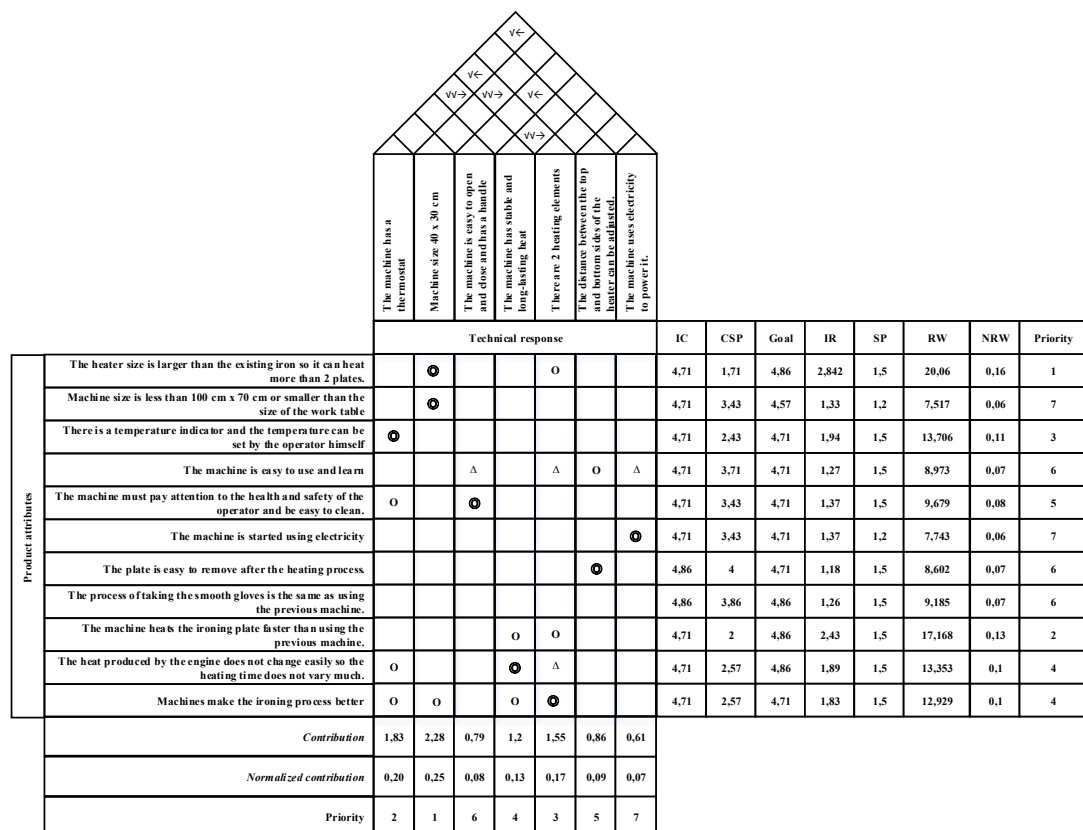 √←
√←
√√→ √√→ √←
√√→
The machine has a
thermostat
Machine size 40 x 30 cm
The machine is easy to open
and close and has a handle
The machine has stable and
long-lasting heat
There are 2 heating elements
The distance between the top
and bottom sides of the
heater can be adjusted.
The machine uses electricity
to power it.
Technical response IC CSP Goal IR SP RW NRW Priority
Product attributes
The heater size is larger than the existing iron so it can heat
more than 2 plates.
◎ O 4,71 1,71 4,86 2,842 1,5 20,06 0,16 1
Machine size is less than 100 cm x 70 cm or smaller than the
size of the work table
◎ 4,71 3,43 4,57 1,33 1,2 7,517 0,06 7
There is a temperature indicator and the temperature can be
set by the operator himself
◎ 4,71 2,43 4,71 1,94 1,5 13,706 0,11 3
The machine is easy to use and learn Δ Δ O Δ 4,71 3,71 4,71 1,27 1,5 8,973 0,07 6
The machine must pay attention to the health and safety of the
operator and be easy to clean.
O ◎ 4,71 3,43 4,71 1,37 1,5 9,679 0,08 5
The machine is started using electricity ◎ 4,71 3,43 4,71 1,37 1,2 7,743 0,06 7
The plate is easy to remove after the heating process. ◎ 4,86 4 4,71 1,18 1,5 8,602 0,07 6
The process of taking the smooth gloves is the same as using
the previous machine.
4,86 3,86 4,86 1,26 1,5 9,185 0,07 6
The machine heats the ironing plate faster than using the
previous machine.
O O 4,71 2 4,86 2,43 1,5 17,168 0,13 2
The heat produced by the engine does not change easily so the
heating time does not vary much.
O ◎ Δ 4,71 2,57 4,86 1,89 1,5 13,353 0,1 4
Machines make the ironing process better O O O ◎ 4,71 2,57 4,71 1,83 1,5 12,929 0,1 4
Contribution 1,83 2,28 0,79 1,2 1,55 0,86 0,61
Normalized contribution 0,20 0,25 0,08 0,13 0,17 0,09 0,07
Priority 2 1 6 4 3 5 7